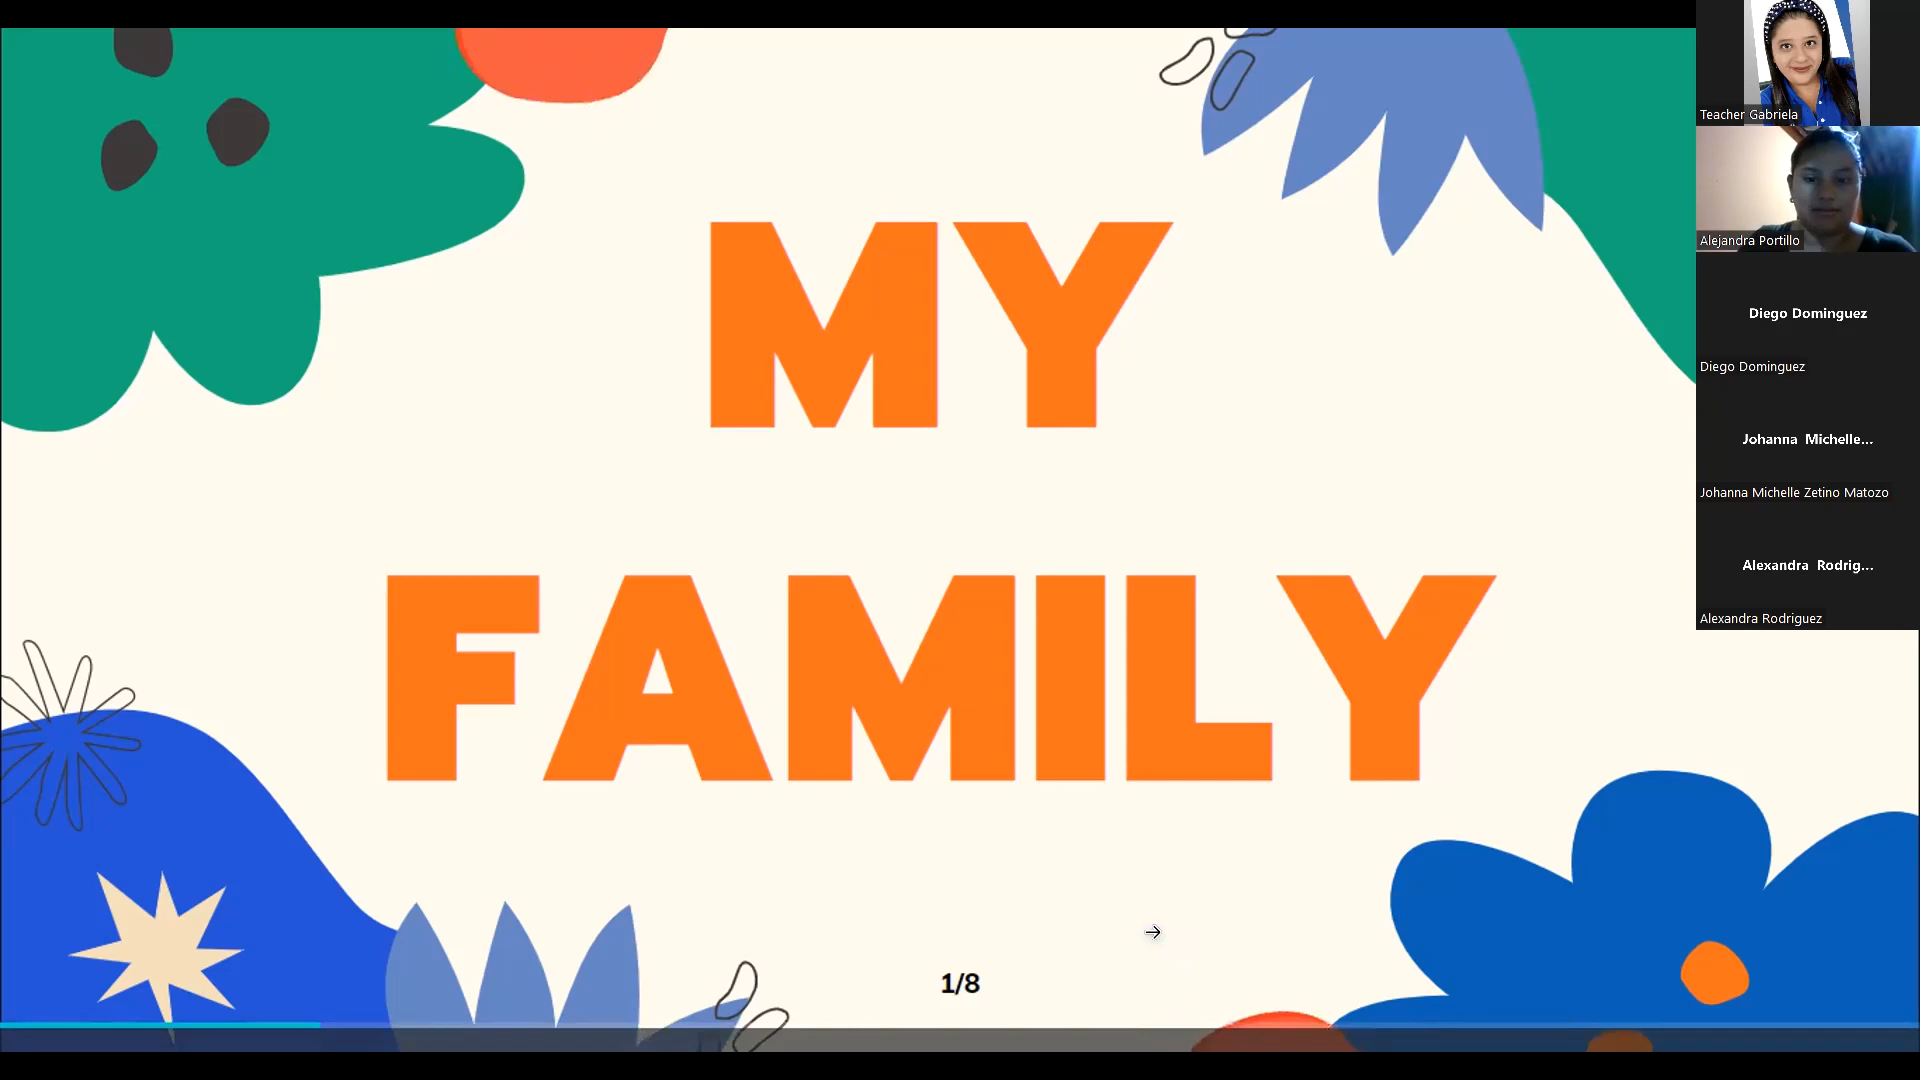 MY
FAMILY
1/8
Teacher Gabriela
Alejandra Portillo
Diego Dominguez
Diego Dominguez
Johanna Michelle...
Johanna Michelle Zetino Matozo
Alexandra Rodrig...
Alexandra Rodriguez